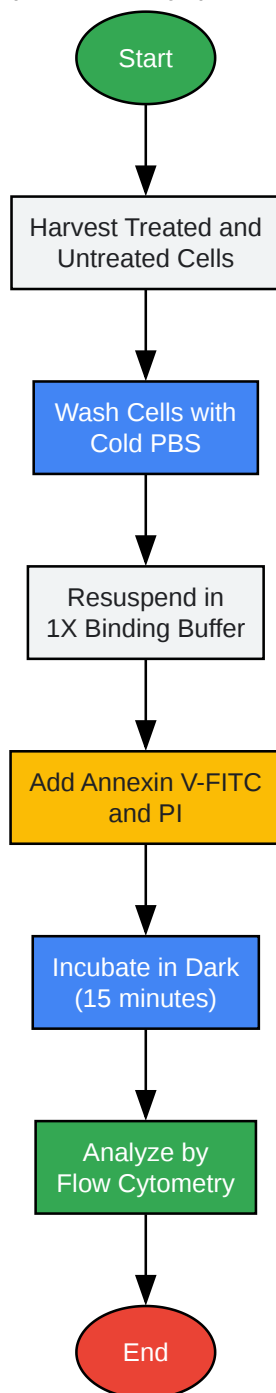 Start
Harvest Treated and
Untreated Cells
Wash Cells with
Cold PBS
Resuspend in
1X Binding Buffer
Add Annexin V-FITC
and PI
Incubate in Dark
(15 minutes)
Analyze by
Flow Cytometry
End